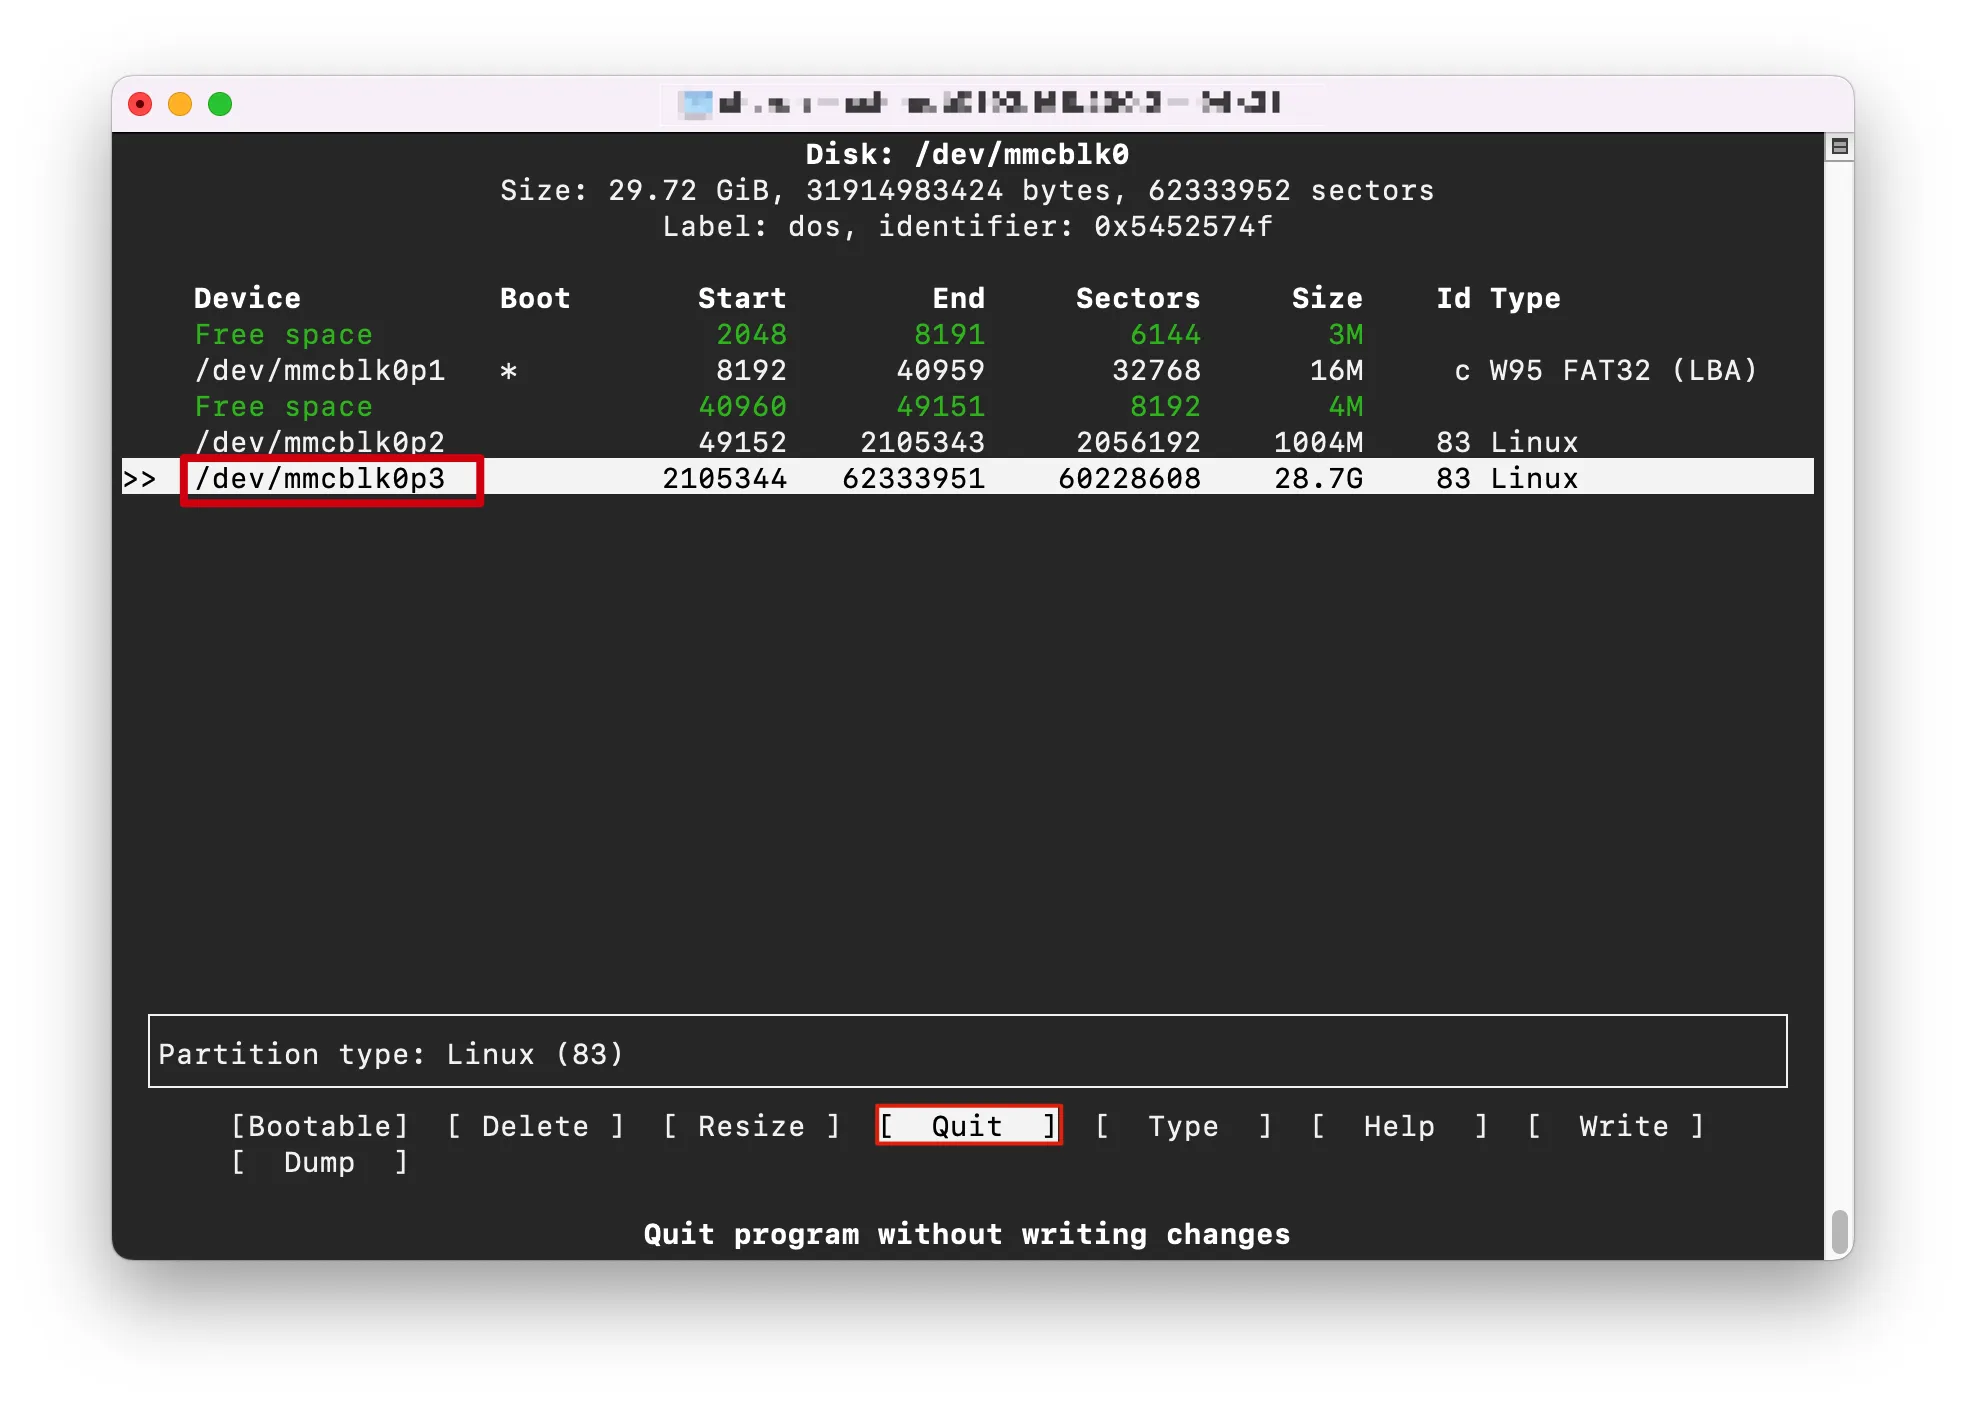 Disk: /dev/mmcblk0
Size: 29.72 GiB, 31914983424 bytes, 62333952 sectors
Label: dos, identifier: 0x5452574f
Device Boot Start End Sectors Size Id Type
Free space 2048 8191 6144 3M
/dev/mmcblk0p1 * 8192 40959 32768 16M c W95 FAT32 (LBA)
Free space 40960 49151 8192 4M
/dev/mmcblk0p2 49152 2105343 2056192 1004M 83 Linux
>> /dev/mmcblk0p3 2105344 62333951 60228608 28.7G 83 Linux
Partition type: Linux (83)
[Bootable] [ Delete ] [ Resize ] [ Quit ] [ Type ] [ Help ] [ Write ]
[ Dump ]
Quit program without writing changes